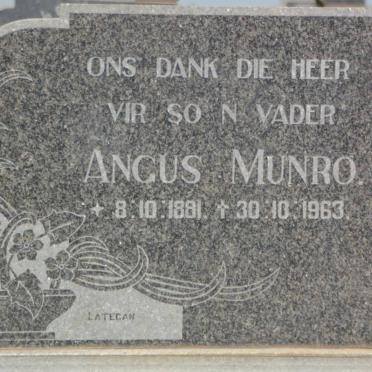 ONS DANK DIE HEER
VIR SO N VADER
ANGUS MUNRO.
* 8.10.1881. † 30.10.1963.
LATEGAN